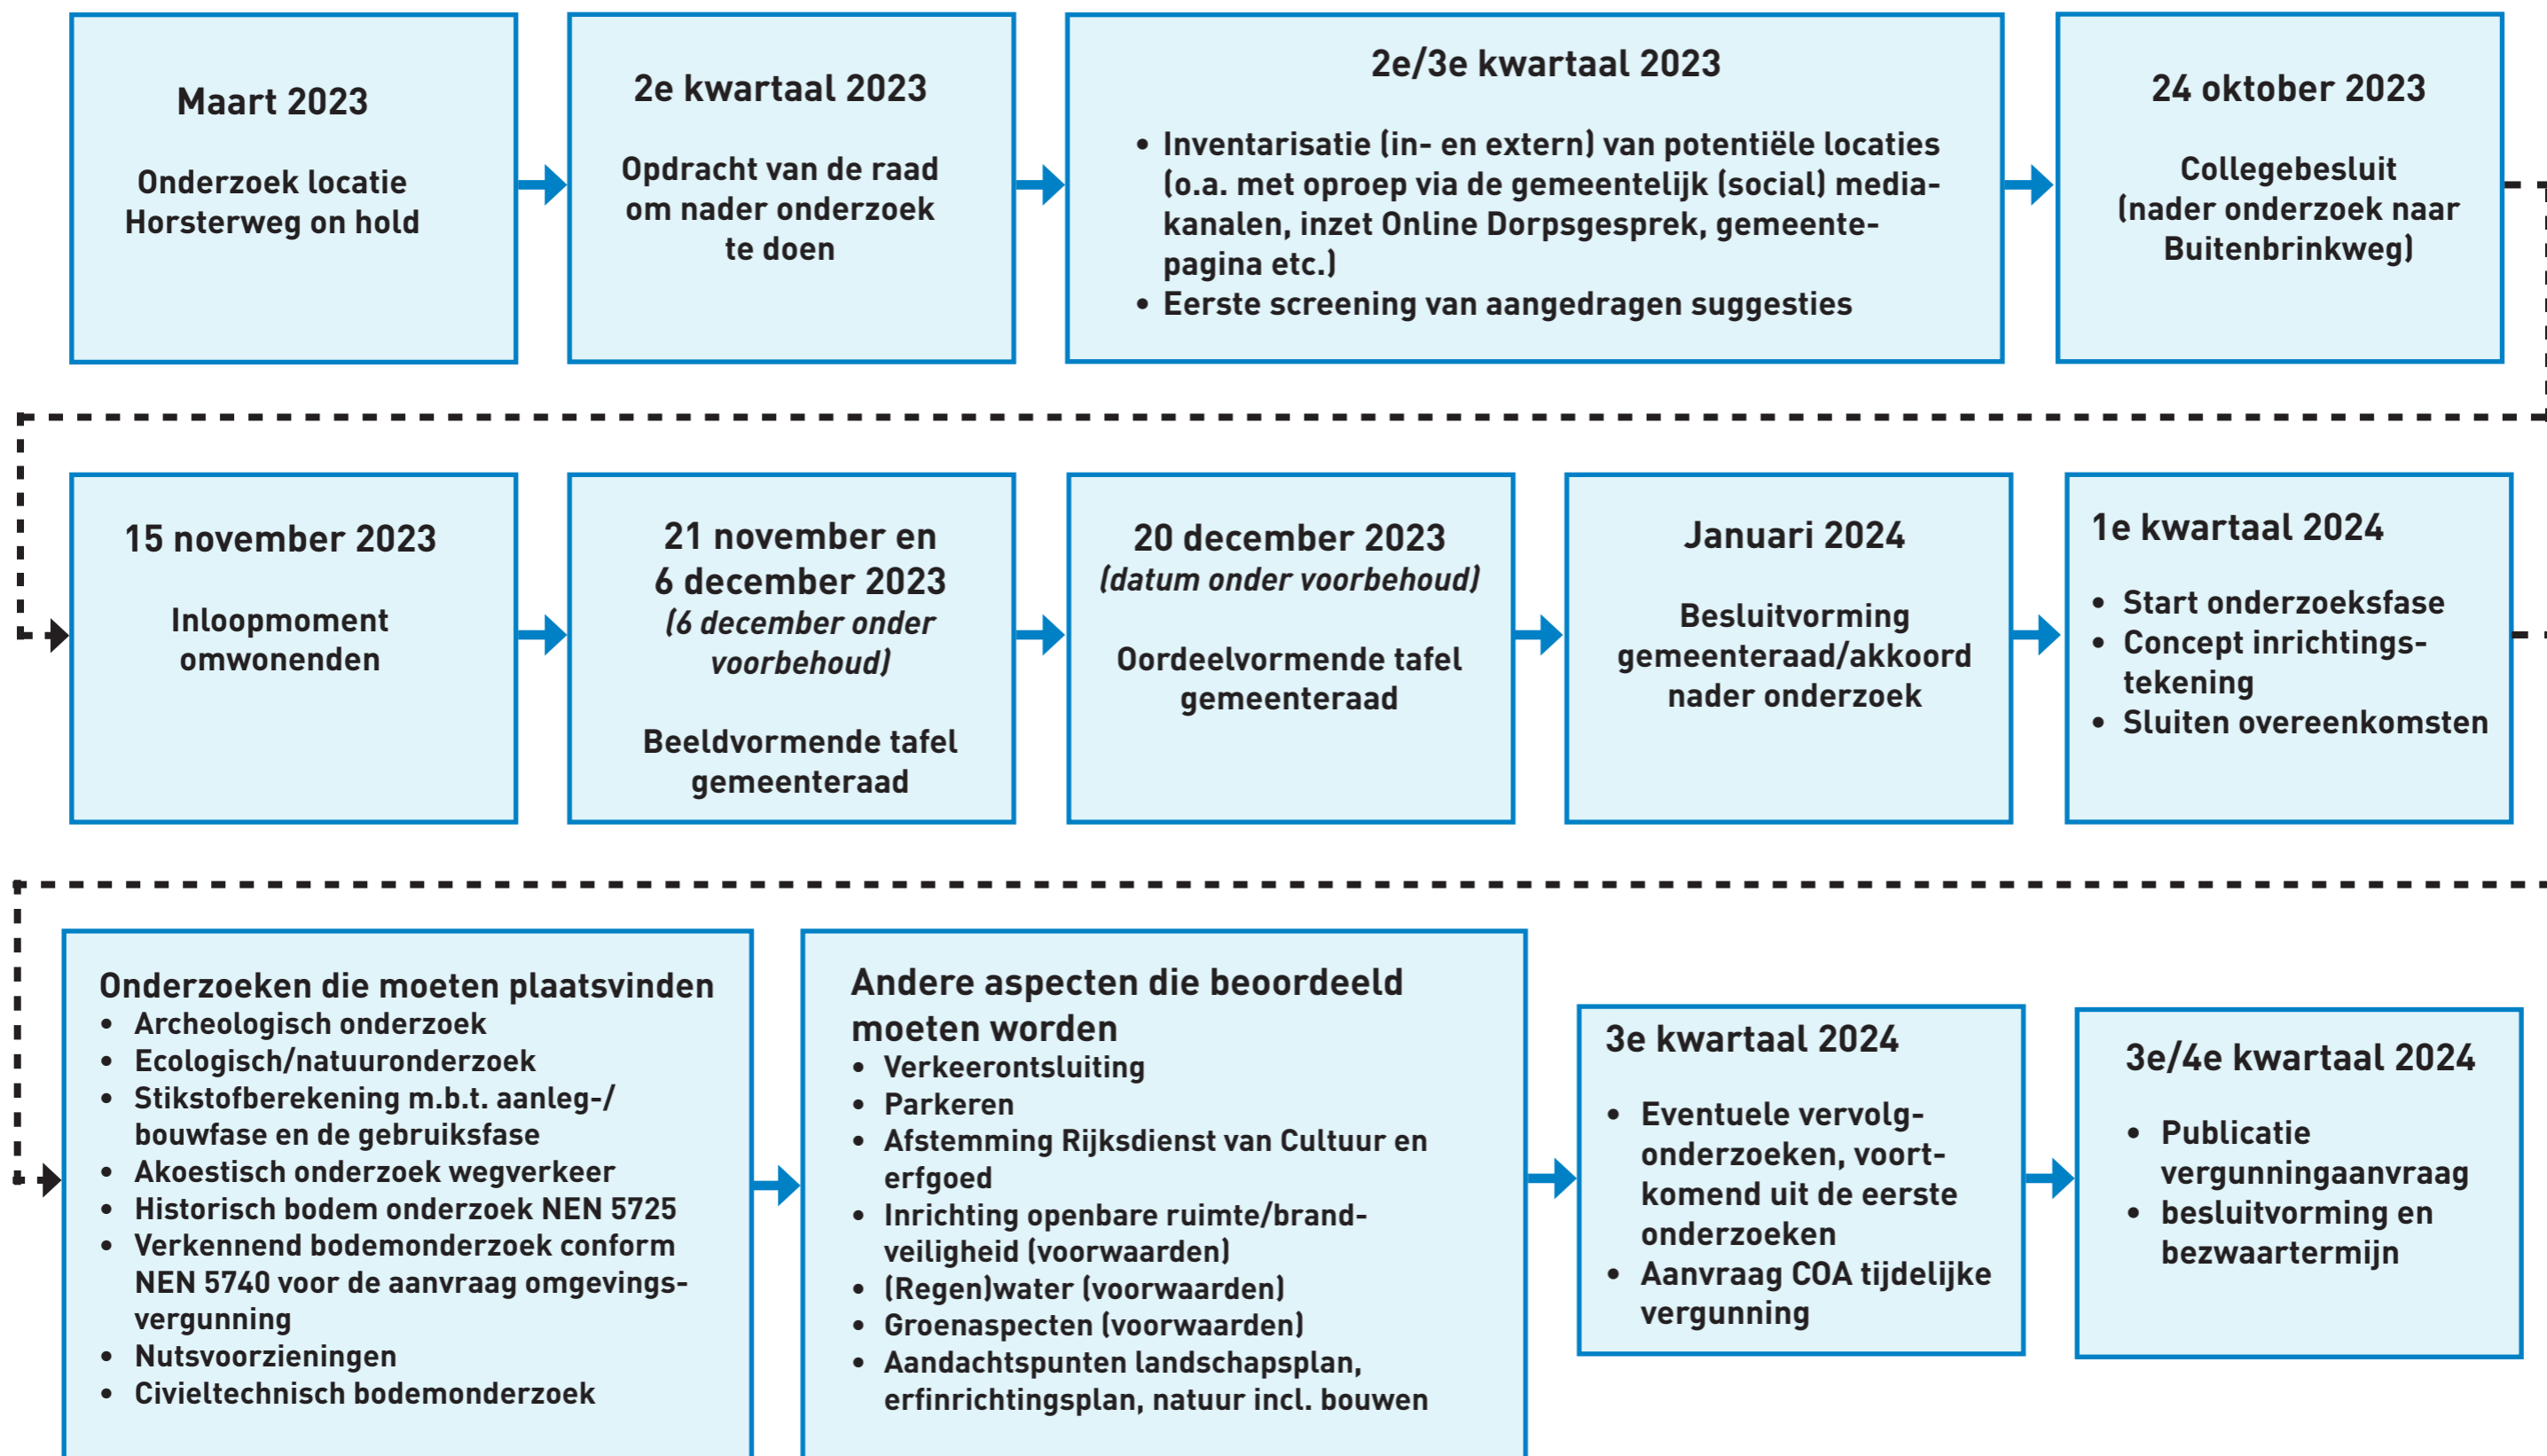 Maart 2023
Onderzoek locatie
Horsterweg on hold
2e kwartaal 2023
Opdracht van de raad
om nader onderzoek
te doen
2e/3e kwartaal 2023
• Inventarisatie (in- en extern) van potentiële locaties
(o.a. met oproep via de gemeentelijk (social) media-
kanalen, inzet Online Dorpsgesprek, gemeente-
pagina etc.)
• Eerste screening van aangedragen suggesties
24 oktober 2023
Collegebesluit
(nader onderzoek naar
Buitenbrinkweg)
15 november 2023
Inloopmoment
omwonenden
21 november en
6 december 2023
(6 december onder
voorbehoud)
Beeldvormende tafel
gemeenteraad
20 december 2023
(datum onder voorbehoud)
Oordeelvormende tafel
gemeenteraad
Januari 2024
Besluitvorming
gemeenteraad/akkoord
nader onderzoek
1e kwartaal 2024
• Start onderzoeksfase
• Concept inrichtings-
tekening
• Sluiten overeenkomsten
Onderzoeken die moeten plaatsvinden
• Archeologisch onderzoek
• Ecologisch/natuuronderzoek
• Stikstofberekening m.b.t. aanleg-/
bouwfase en de gebruiksfase
• Akoestisch onderzoek wegverkeer
• Historisch bodem onderzoek NEN 5725
• Verkennend bodemonderzoek conform
NEN 5740 voor de aanvraag omgevings-
vergunning
• Nutsvoorzieningen
• Civieltechnisch bodemonderzoek
Andere aspecten die beoordeeld
moeten worden
• Verkeerontsluiting
• Parkeren
• Afstemming Rijksdienst van Cultuur en
erfgoed
• Inrichting openbare ruimte/brand-
veiligheid (voorwaarden)
• (Regen)water (voorwaarden)
• Groenaspecten (voorwaarden)
• Aandachtspunten landschapsplan,
erfinrichtingsplan, natuur incl. bouwen
3e kwartaal 2024
• Eventuele vervolg-
onderzoeken, voort-
komend uit de eerste
onderzoeken
• Aanvraag COA tijdelijke
vergunning
3e/4e kwartaal 2024
• Publicatie
vergunningaanvraag
• besluitvorming en
bezwaartermijn